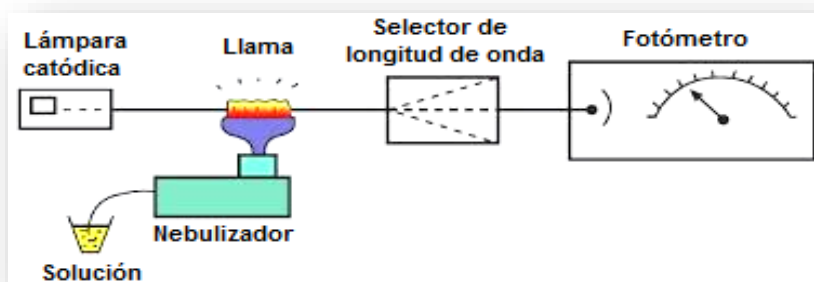 Lámpara
catódica
Llama
Selector de
longitud de onda
Fotómetro
Nebulizador
Solución